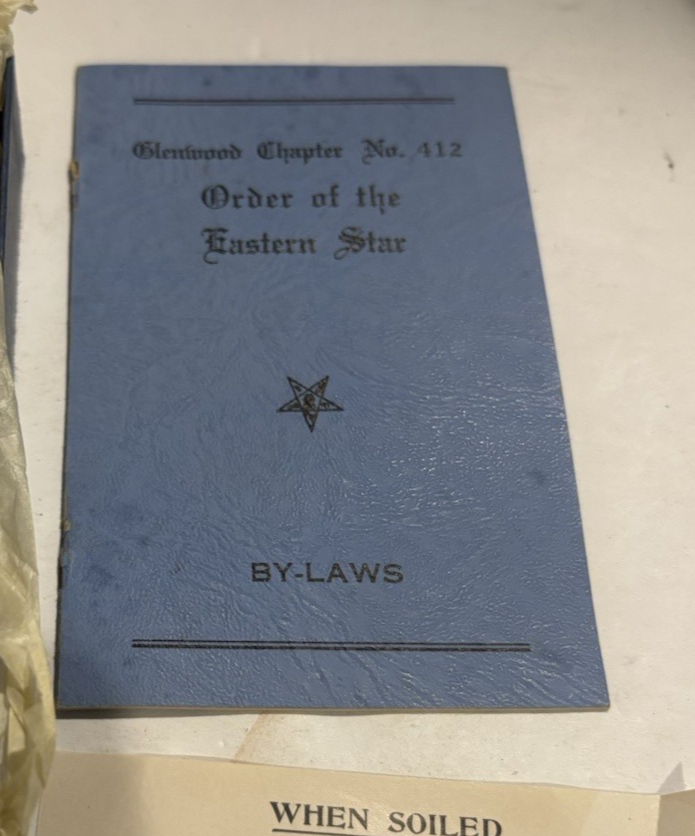 Glenwood Chapter No. 412
Order of the
Eastern Star
BY-LAWS
WHEN SOILED